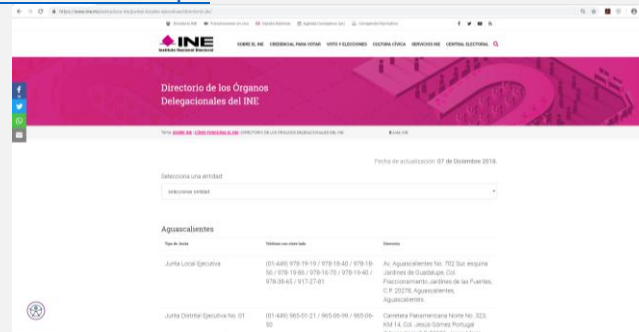 INE
Instituto Nacional Electoral
SOBRE EL INE CREDENCIAL PARA VOTAR VOTO Y ELECCIONES CULTURA CÍVICA SERVICIOS INE CENTRAL ELECTORAL
Directorio de los Órganos
Delegacionales del INE
Fecha de actualización: 07 de Diciembre 2018.
Selecciona una entidad:
Seleccionar entidad
Aguascalientes
Tipo de Junta
Teléfono con clave lada
Dirección
Junta Local Ejecutiva
(01-449) 978-19-19 / 978-18-40 / 978-18-
50 / 978-19-86 / 978-16-70 / 978-19-40 /
978-38-65 / 917-27-81
Av. Aguascalientes No. 702 Sur, esquina
Jardines de Guadalupe, Col.
Fraccionamiento Jardines de las Fuentes,
C.P. 20278, Aguascalientes,
Aguascalientes.
Junta Distrital Ejecutiva No. 01
(01-449) 965-01-21 / 965-06-99 / 965-06-
50
Carretera Panamericana Norte No. 323,
KM 14, Col. Jesús Gómez Portugal